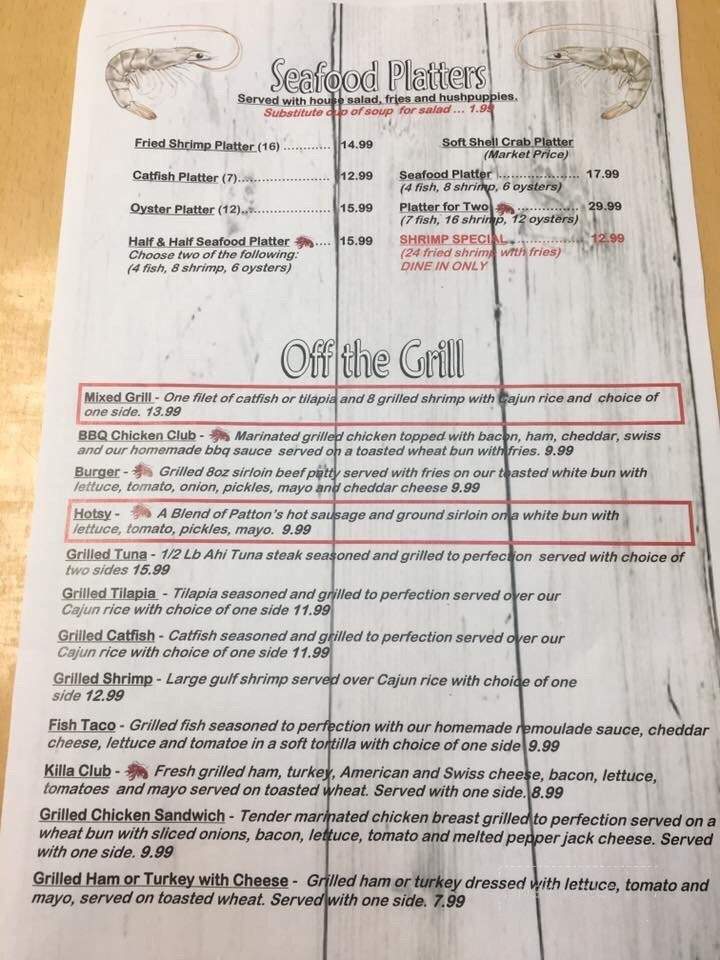 Seafood Platters
Served with house salad, fries and hushpuppies.
Substitute cup of soup for salad ... 1.99
Fried Shrimp Platter (16) ............ 14.99
Catfish Platter (7)..................... 12.99
Oyster Platter (12)..................... 15.99
Half & Half Seafood Platter .... 15.99
Choose two of the following:
(4 fish, 8 shrimp, 6 oysters)
Soft Shell Crab Platter
(Market Price)
Seafood Platter ..................... 17.99
(4 fish, 8 shrimp, 6 oysters)
Platter for Two ................ 29.99
(7 fish, 16 shrimp, 12 oysters)
SHRIMP SPECIAL.................. 12.99
(24 fried shrimp with fries)
DINE IN ONLY
Off the Grill
Mixed Grill - One filet of catfish or tilapia and 8 grilled shrimp with Cajun rice and choice of
one side. 13.99
BBQ Chicken Club - Marinated grilled chicken topped with bacon, ham, cheddar, swiss
and our homemade bbq sauce served on a toasted wheat bun with fries. 9.99
Burger - Grilled 8oz sirloin beef patty served with fries on our toasted white bun with
lettuce, tomato, onion, pickles, mayo and cheddar cheese 9.99
Hotsy - A Blend of Patton's hot sausage and ground sirloin on a white bun with
lettuce, tomato, pickles, mayo. 9.99
Grilled Tuna - 1/2 Lb Ahi Tuna steak seasoned and grilled to perfection served with choice of
two sides 15.99
Grilled Tilapia - Tilapia seasoned and grilled to perfection served over our
Cajun rice with choice of one side 11.99
Grilled Catfish - Catfish seasoned and grilled to perfection served over our
Cajun rice with choice of one side 11.99
Grilled Shrimp - Large gulf shrimp served over Cajun rice with choice of one
side 12.99
Fish Taco - Grilled fish seasoned to perfection with our homemade remoulade sauce, cheddar
cheese, lettuce and tomatoe in a soft tortilla with choice of one side 9.99
Killa Club - Fresh grilled ham, turkey, American and Swiss cheese, bacon, lettuce,
tomatoes and mayo served on toasted wheat. Served with one side. 8.99
Grilled Chicken Sandwich - Tender marinated chicken breast grilled to perfection served on a
wheat bun with sliced onions, bacon, lettuce, tomato and melted pepper jack cheese. Served
with one side. 9.99
Grilled Ham or Turkey with Cheese - Grilled ham or turkey dressed with lettuce, tomato and
mayo, served on toasted wheat. Served with one side. 7.99